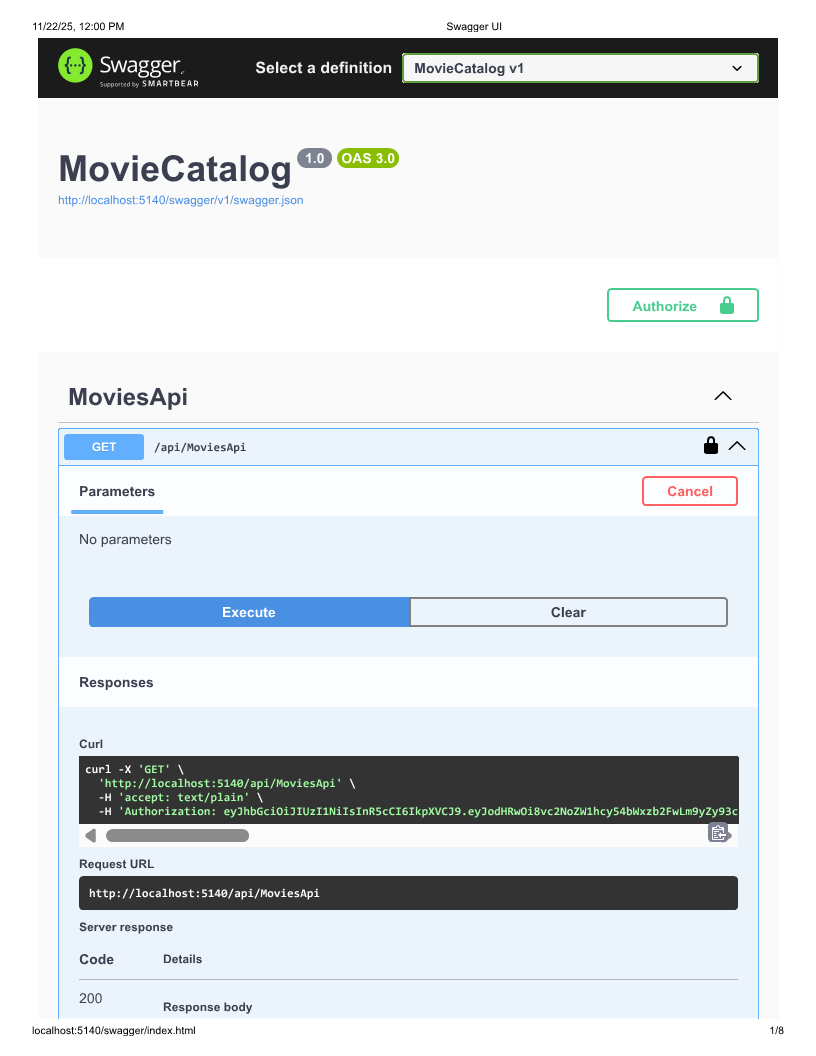 11/22/25, 12:00 PM
Swagger UI
{···} Swagger.
Supported by SMARTBEAR
Select a definition
MovieCatalog v1
MovieCatalog 1.0 OAS 3.0
http://localhost:5140/swagger/v1/swagger.json
Authorize
MoviesApi
GET /api/MoviesApi
Parameters
Cancel
No parameters
Execute
Clear
Responses
Curl
curl -X 'GET' \
'http://localhost:5140/api/MoviesApi' \
-H 'accept: text/plain' \
-H 'Authorization: eyJhbGciOiJIUzI1NiIsInR5cCI6IkpXVCJ9.eyJodHRwOi8vc2NoZW1hcy54bWxzb2FwLm9yZy93c
Request URL
http://localhost:5140/api/MoviesApi
Server response
Code Details
200
Response body
localhost:5140/swagger/index.html
1/8